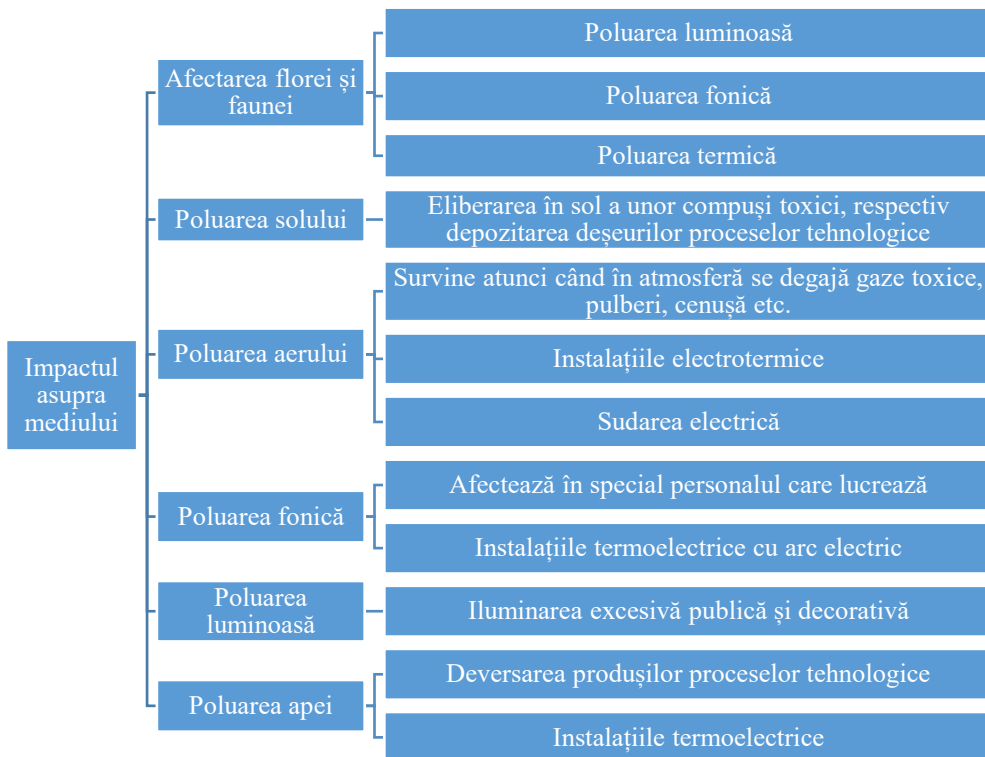 Impactul
asupra
mediului
Afectarea florei și
faunei
Poluarea luminoasă
Poluarea fonică
Poluarea termică
Poluarea solului
Eliberarea în sol a unor compuși toxici, respectiv
depozitarea deșeurilor proceselor tehnologice
Poluarea aerului
Survine atunci când în atmosferă se degajă gaze toxice,
pulberi, cenușă etc.
Instalațiile electrotermice
Sudarea electrică
Poluarea fonică
Afectează în special personalul care lucrează
Instalațiile termoelectrice cu arc electric
Poluarea
luminoasă
Iluminarea excesivă publică și decorativă
Poluarea apei
Deversarea produșilor proceselor tehnologice
Instalațiile termoelectrice